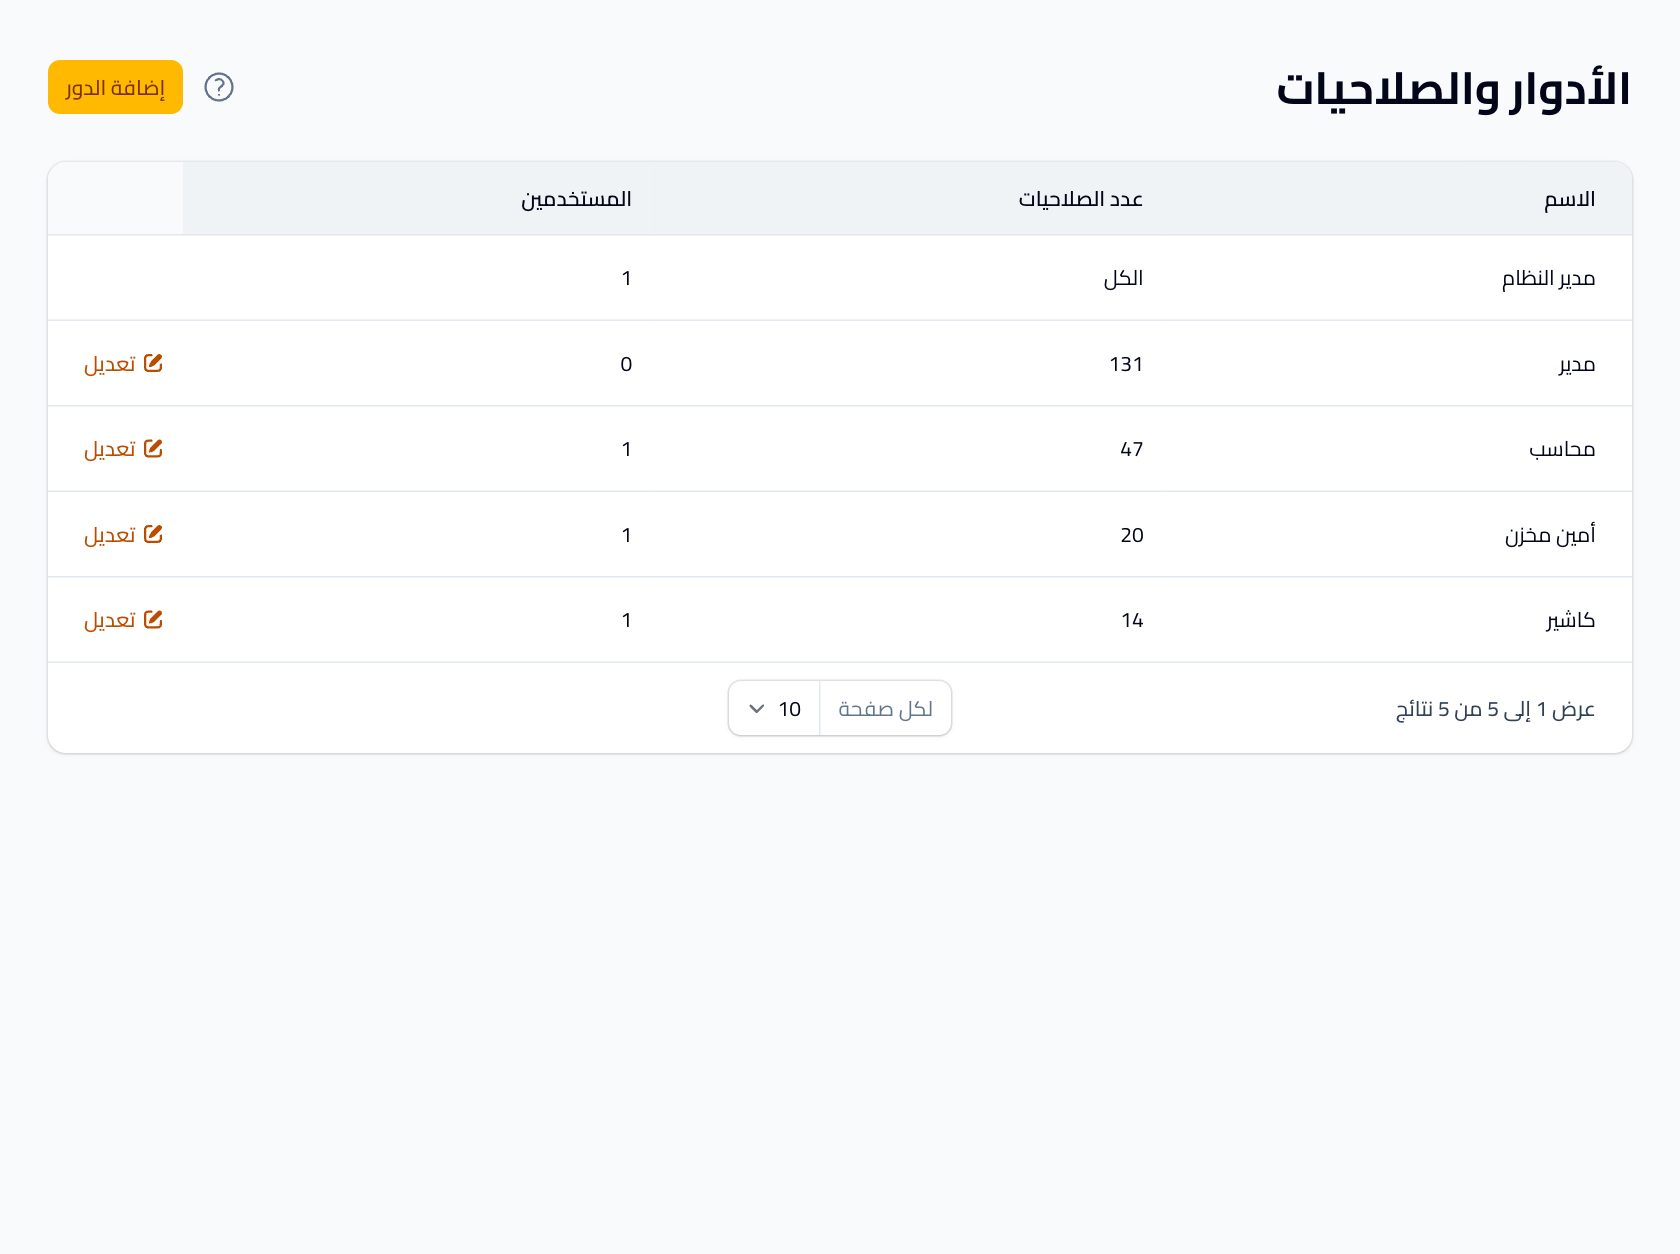 الأدوار والصلاحيات
إضافة الدور
الاسم عدد الصلاحيات المستخدمين
مدير النظام الكل 1
مدير 131 0 تعديل
محاسب 47 1 تعديل
أمين مخزن 20 1 تعديل
كاشير 14 1 تعديل
عرض 1 إلى 5 من 5 نتائج لكل صفحة 10